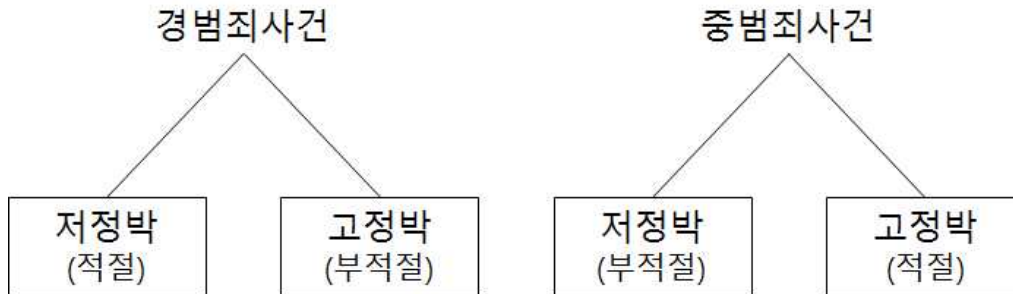 경범죄사건 중범죄사건
저정박 고정박 저정박 고정박
(적절) (부적절) (부적절) (적절)